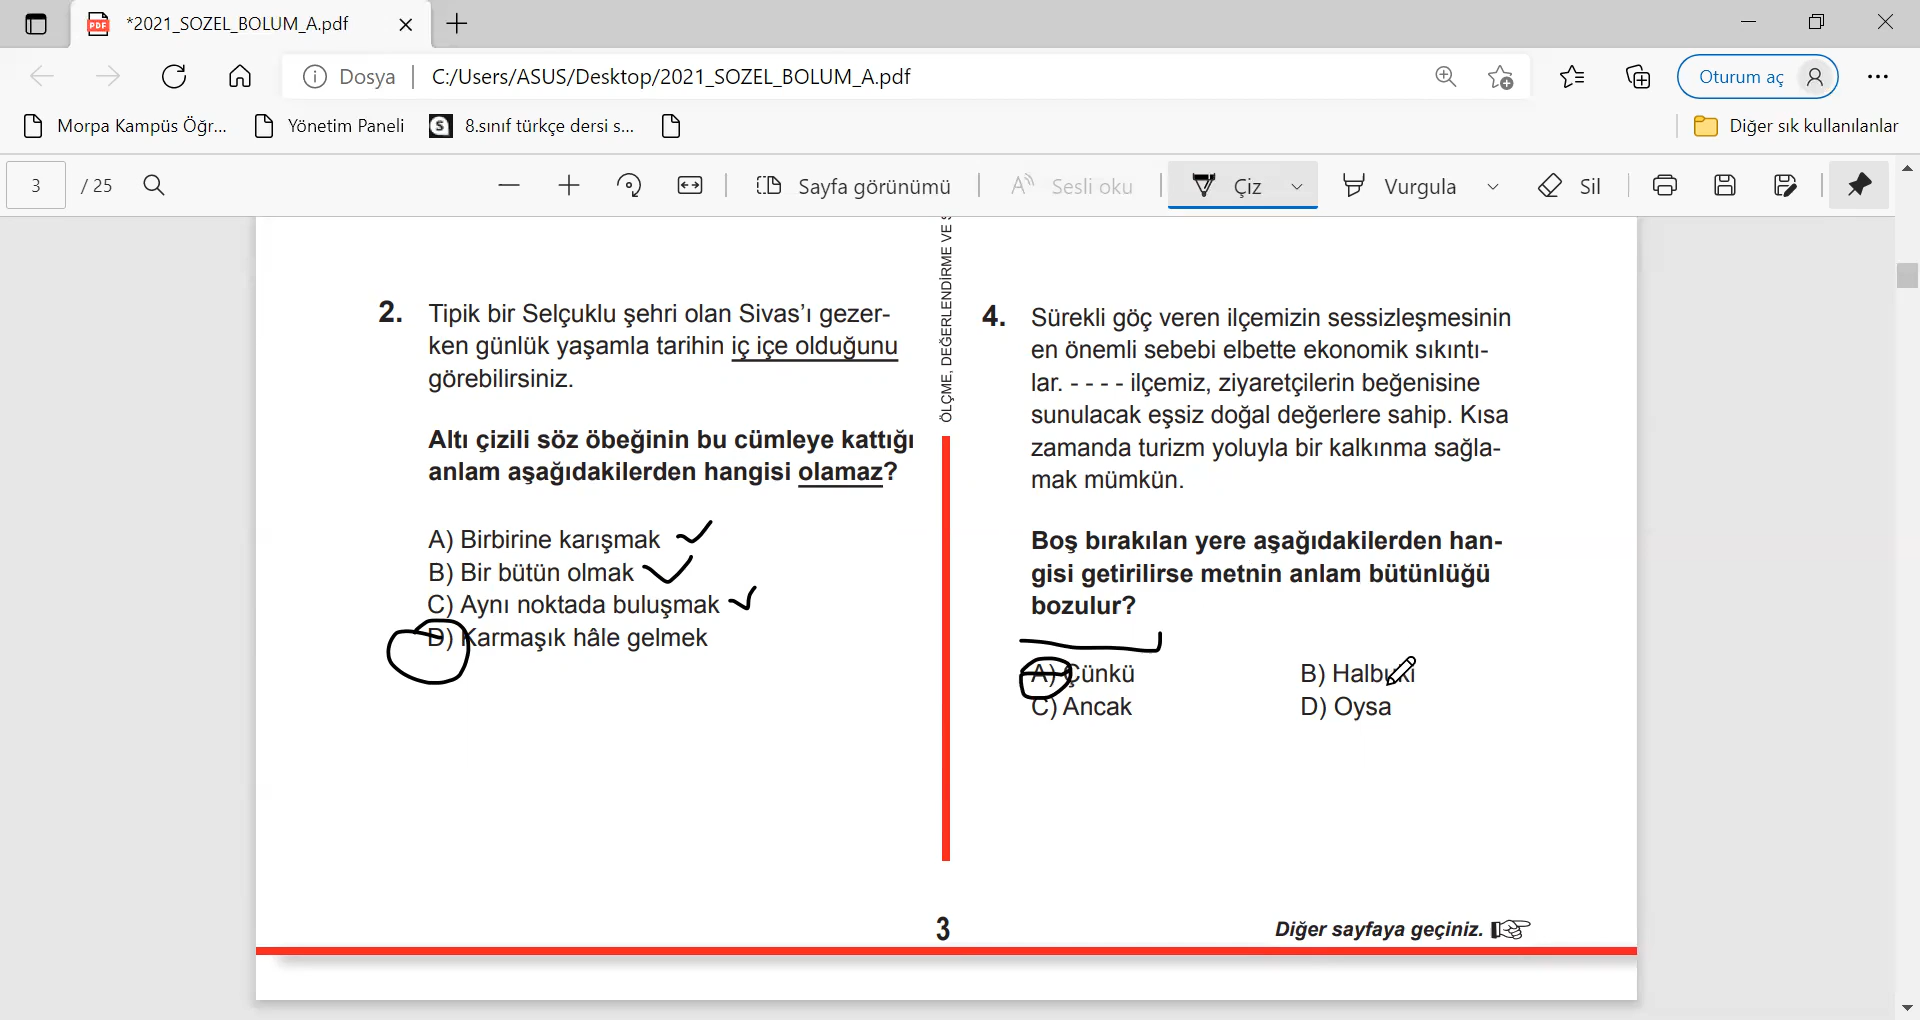 *2021_SOZEL_BOLUM_A.pdf
Dosya
C:/Users/ASUS/Desktop/2021_SOZEL_BOLUM_A.pdf
Oturum aç
Morpa Kampüs Öğr...
Yönetim Paneli
8.sınıf türkçe dersi s...
Diğer sık kullanılanlar
3
/ 25
Sayfa görünümü
Sesli oku
Çiz
Vurgula
Sil
2. Tipik bir Selçuklu şehri olan Sivas’ı gezer-
ken günlük yaşamla tarihin iç içe olduğunu
görebilirsiniz.
Altı çizili söz öbeğinin bu cümleye kattığı
anlam aşağıdakilerden hangisi olamaz?
A) Birbirine karışmak
B) Bir bütün olmak
C) Aynı noktada buluşmak
D) Karmaşık hâle gelmek
ÖLÇME, DEĞERLENDİRME VE
4. Sürekli göç veren ilçemizin sessizleşmesinin
en önemli sebebi elbette ekonomik sıkıntı-
lar. - - - - ilçemiz, ziyaretçilerin beğenisine
sunulacak eşsiz doğal değerlere sahip. Kısa
zamanda turizm yoluyla bir kalkınma sağla-
mak mümkün.
Boş bırakılan yere aşağıdakilerden han-
gisi getirilirse metnin anlam bütünlüğü
bozulur?
A) Çünkü
B) Halbuki
C) Ancak
D) Oysa
3
Diğer sayfaya geçiniz.